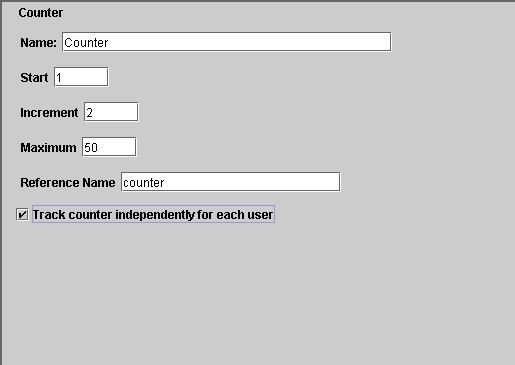 Counter
Name: Counter
Start 1
Increment 2
Maximum 50
Reference Name counter
Track counter independently for each user